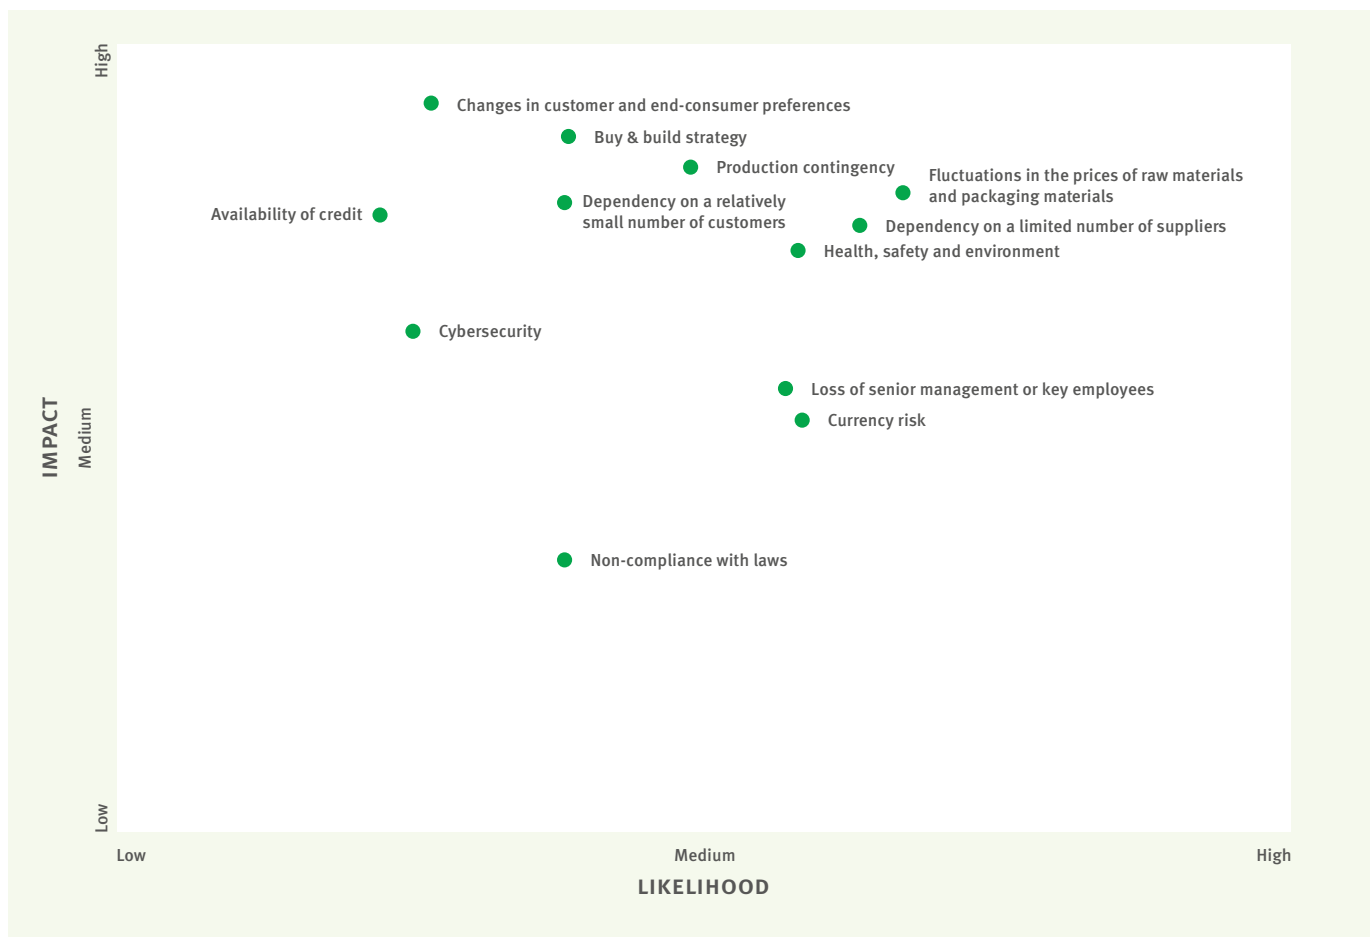 High
Changes in customer and end-consumer preferences
Buy & build strategy
Production contingency
Fluctuations in the prices of raw materials
and packaging materials
Dependency on a relatively
small number of customers
Availability of credit
Dependency on a limited number of suppliers
Health, safety and environment
Cybersecurity
Loss of senior management or key employees
Currency risk
IMPACT
Medium
Non-compliance with laws
Low
Low
Medium
High
LIKELIHOOD